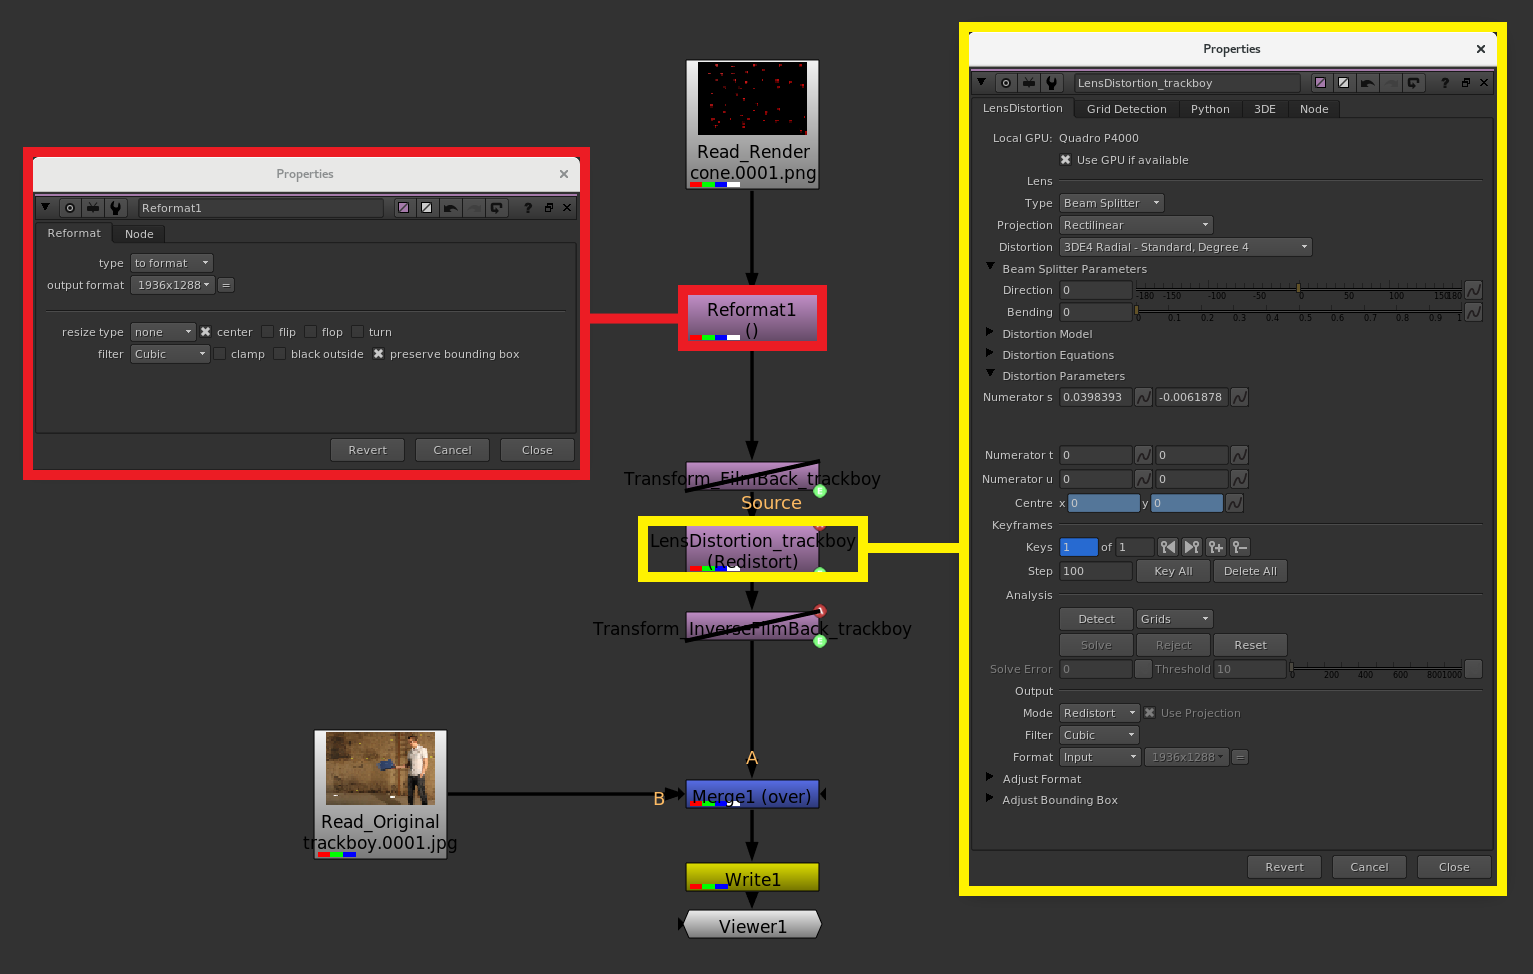 Properties
Reformat1
Reformat Node
type to format
output format 1936x1288 =
resize type none center flip flop turn
filter Cubic clamp black outside preserve bounding box
Revert Cancel Close
Read_Render
cone.0001.png
Reformat1
()
Transform_FilmBack_trackboy
Source
LensDistortion_trackboy
(Redistort)
Transform_InverseFilmBack_trackboy
A
B
Merge1 (over)
Read_Original
trackboy.0001.jpg
Write1
Viewer1
Properties
LensDistortion_trackboy
LensDistortion Grid Detection Python 3DE Node
Local GPU: Quadro P4000
Use GPU if available
Lens
Type Beam Splitter
Projection Rectilinear
Distortion 3DE4 Radial - Standard, Degree 4
Beam Splitter Parameters
Direction 0 -180 -150 -100 -50 0 50 100 150 180
Bending 0 0 0.1 0.2 0.3 0.4 0.5 0.6 0.7 0.8 0.9 1
Distortion Model
Distortion Equations
Distortion Parameters
Numerator s 0.0398393 -0.0061878
Numerator t 0 0
Numerator u 0 0
Centre x 0 y 0
Keyframes
Keys 1 of 1
Step 100 Key All Delete All
Analysis
Detect Grids
Solve Reject Reset
Solve Error 0 Threshold 10 0 200 400 600 800 1000
Output
Mode Redistort Use Projection
Filter Cubic
Format Input 1936x1288 =
Adjust Format
Adjust Bounding Box
Revert Cancel Close